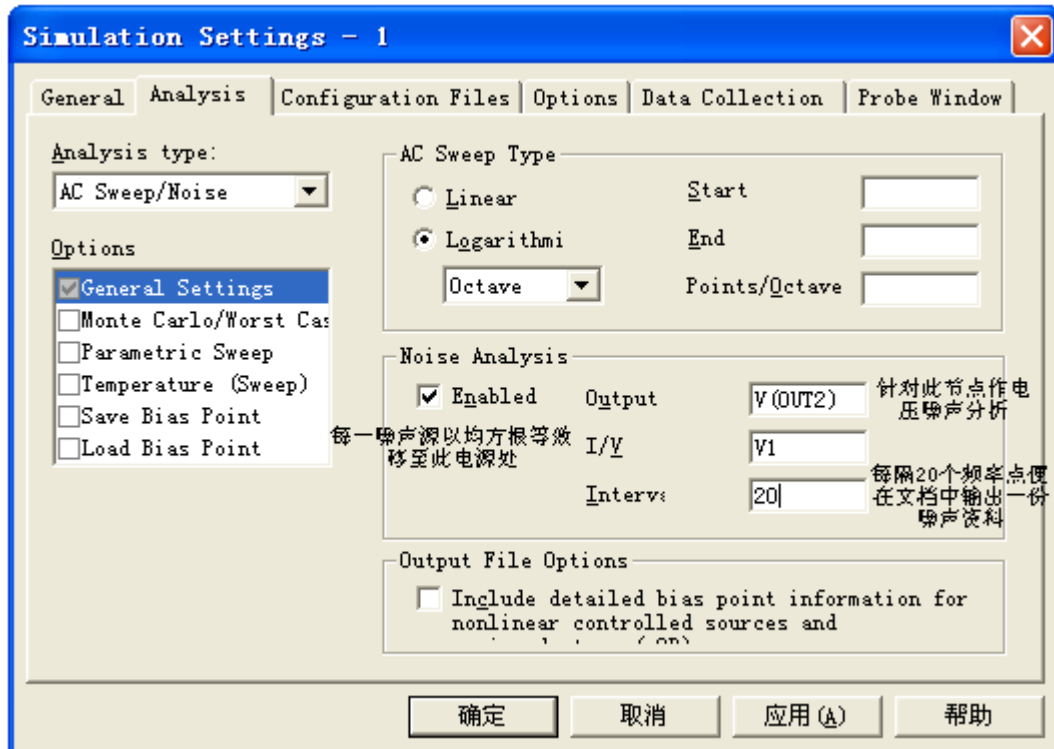 Simulation Settings - 1
General Analysis Configuration Files Options Data Collection Probe Window
Analysis type:
AC Sweep/Noise
Options
General Settings
Monte Carlo/Worst Cas
Parametric Sweep
Temperature (Sweep)
Save Bias Point
Load Bias Point
AC Sweep Type
Linear
Logarithmi
Octave
Start
End
Points/Octave
Noise Analysis
Enabled
Output
V(OUT2)
针对此节点作电
压噪声分析
每一噪声源以均方根等效
移至此电源处
I/V
V1
Interva
20
每隔20个频率点便
在文档中输出一份
噪声资料
Output File Options
Include detailed bias point information for
nonlinear controlled sources and
确定 取消 应用(A) 帮助